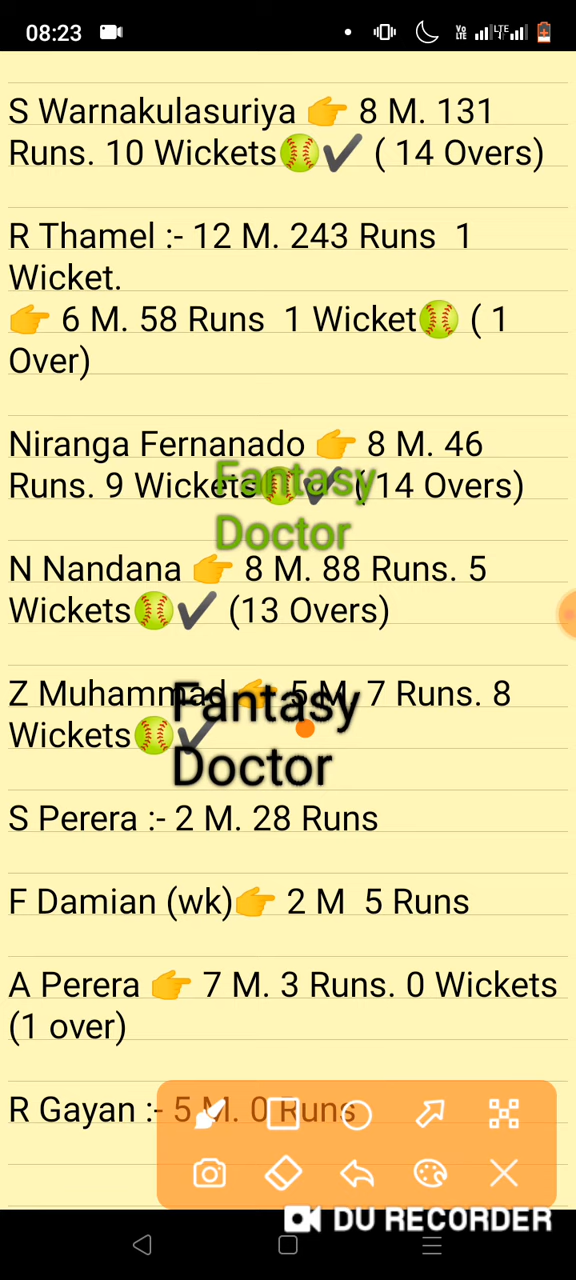 08:23
Vo LTE LTE
S Warnakulasuriya 👉 8 M. 131
Runs. 10 Wickets🥎✔ ( 14 Overs)
R Thamel :- 12 M. 243 Runs 1
Wicket.
👉 6 M. 58 Runs 1 Wicket🥎 ( 1
Over)
Niranga Fernanado 👉 8 M. 46
Runs. 9 Wickets🥎✔ ( 14 Overs)
Fantasy
Doctor
N Nandana 👉 8 M. 88 Runs. 5
Wickets🥎✔ (13 Overs)
Z Muhammad 👉 5 M. 7 Runs. 8
Wickets🥎✔
Fantasy
Doctor
S Perera :- 2 M. 28 Runs
F Damian (wk)👉 2 M 5 Runs
A Perera 👉 7 M. 3 Runs. 0 Wickets
(1 over)
R Gayan :- 5 M. 0 Runs
DU RECORDER